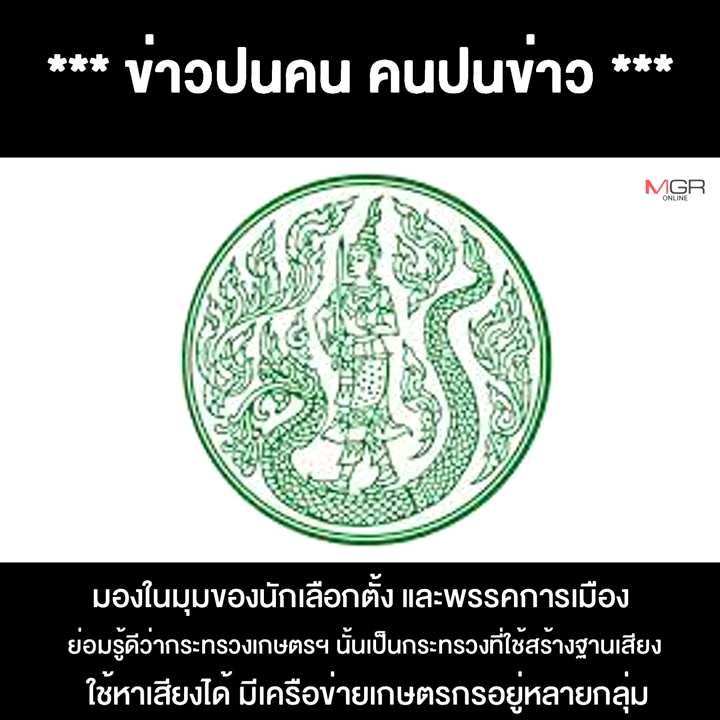 *** ข่าวปนคน คนปนข่าว ***
MGR
ONLINE
มองในมุมของนักเลือกตั้ง และพรรคการเมือง
ย่อมรู้ดีว่ากระทรวงเกษตรฯ นั้นเป็นกระทรวงที่ใช้สร้างฐานเสียง
ใช้หาเสียงได้ มีเครือข่ายเกษตรกรอยู่หลายกลุ่ม